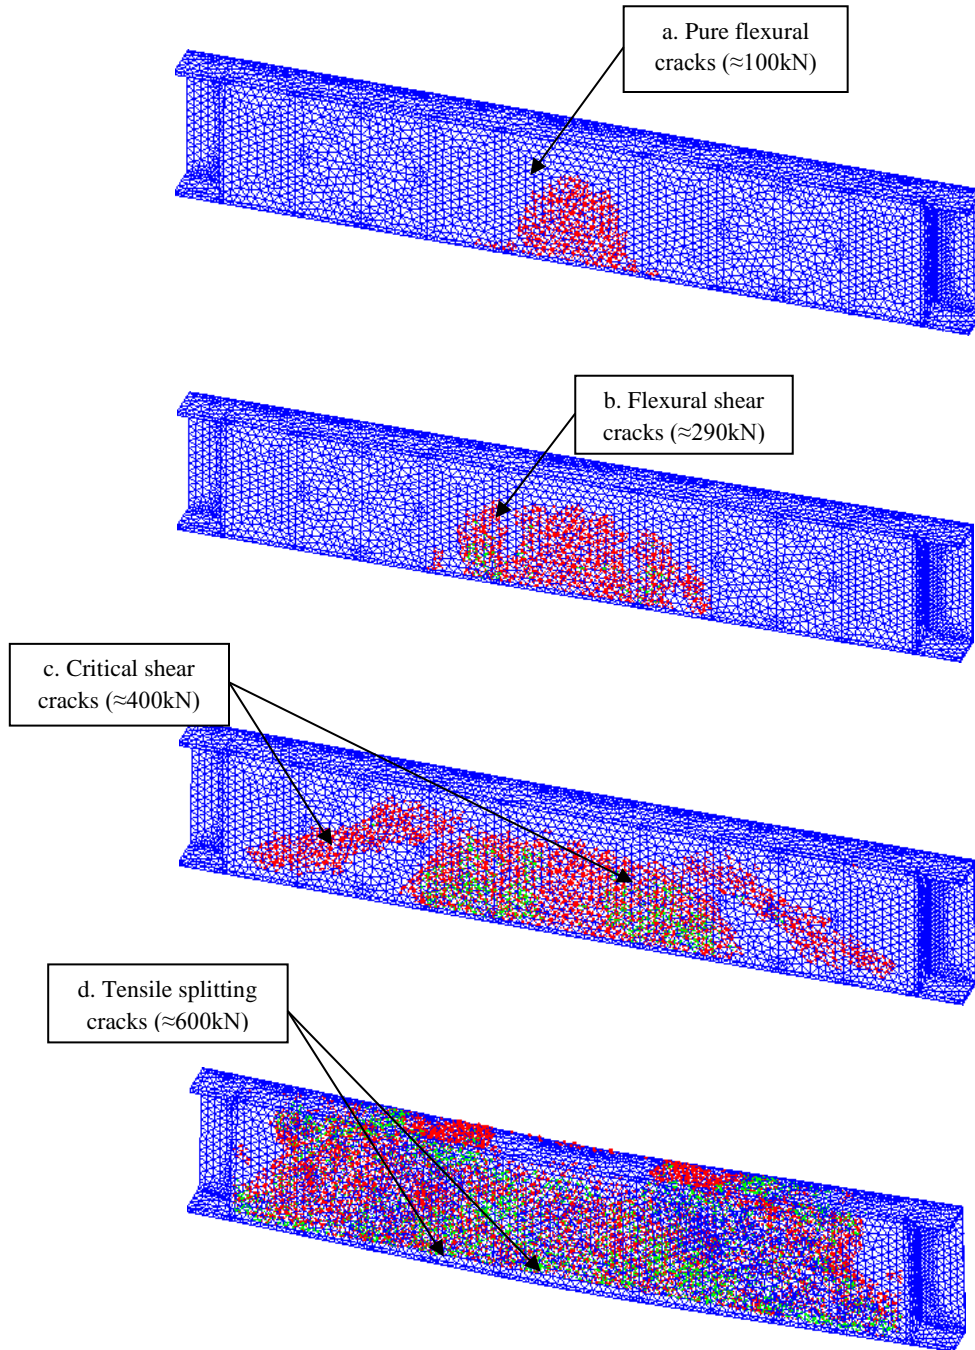 a. Pure flexural
cracks (≈100kN)
b. Flexural shear
cracks (≈290kN)
c. Critical shear
cracks (≈400kN)
d. Tensile splitting
cracks (≈600kN)